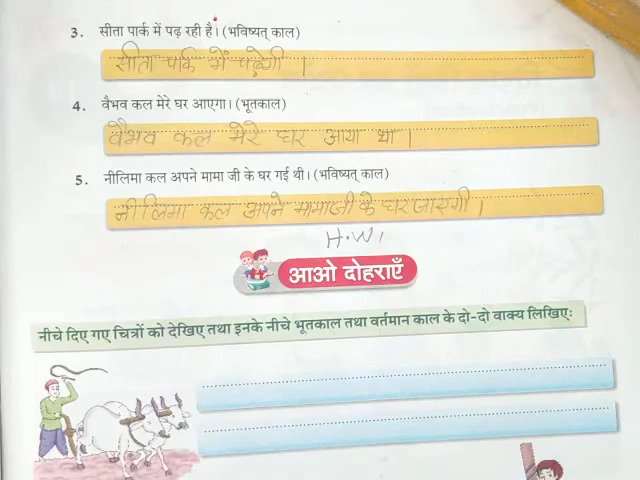 3. सीता पार्क में पढ़ रही है। (भविष्यत् काल)
सीता पार्क में पढ़ेगी ।
4. वैभव कल मेरे घर आएगा। (भूतकाल)
वैभव कल मेरे घर आया था ।
5. नीलिमा कल अपने मामा जी के घर गई थी। (भविष्यत् काल)
नीलिमा कल अपने मामाजी के घर जाएगी ।
H.W.
आओ दोहराएँ
नीचे दिए गए चित्रों को देखिए तथा इनके नीचे भूतकाल तथा वर्तमान काल के दो-दो वाक्य लिखिए: